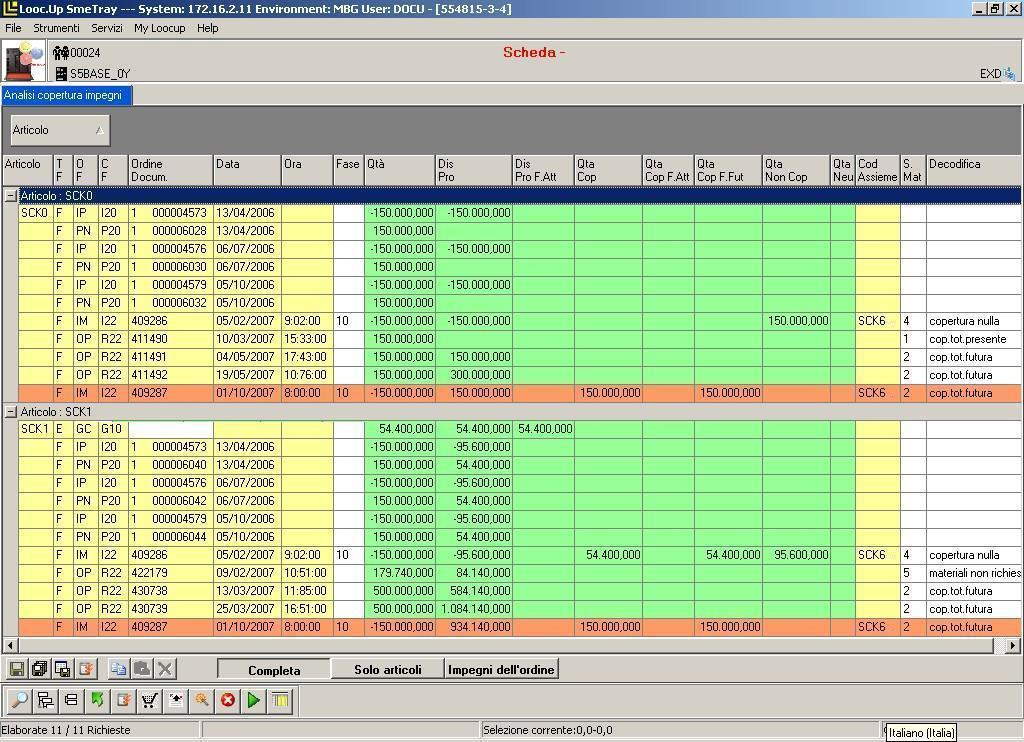 Looc.Up SmeTray --- System: 172.16.2.11 Environment: MBG User: DOCU - [554815-3-4]
File Strumenti Servizi My Loocup Help
00024
Scheda -
S5BASE_0Y
EXD
Analisi copertura impegni
Articolo
Articolo T F O F C F Ordine Docum. Data Ora Fase Qtà Dis Pro Dis Pro F.Att Qta Cop Qta Cop F.Att Qta Cop F.Fut Qta Non Cop Qta Neu Cod Assieme S. Mat Decodifica
Articolo : SCK0
SCK0 F IP I20 1 000004573 13/04/2006 -150.000,000 -150.000,000
F PN P20 1 000006028 13/04/2006 150.000,000
F IP I20 1 000004576 06/07/2006 -150.000,000 -150.000,000
F PN P20 1 000006030 06/07/2006 150.000,000
F IP I20 1 000004579 05/10/2006 -150.000,000 -150.000,000
F PN P20 1 000006032 05/10/2006 150.000,000
F IM I22 409286 05/02/2007 9:02:00 10 -150.000,000 -150.000,000 150.000,000 SCK6 4 copertura nulla
F OP R22 411490 10/03/2007 15:33:00 150.000,000 1 cop.tot.presente
F OP R22 411491 04/05/2007 17:43:00 150.000,000 150.000,000 2 cop.tot.futura
F OP R22 411492 19/05/2007 10:76:00 150.000,000 300.000,000 2 cop.tot.futura
F IM I22 409287 01/10/2007 8:00:00 10 -150.000,000 150.000,000 150.000,000 150.000,000 SCK6 2 cop.tot.futura
Articolo : SCK1
SCK1 E GC G10 54.400,000 54.400,000 54.400,000
F IP I20 1 000004573 13/04/2006 -150.000,000 -95.600,000
F PN P20 1 000006040 13/04/2006 150.000,000 54.400,000
F IP I20 1 000004576 06/07/2006 -150.000,000 -95.600,000
F PN P20 1 000006042 06/07/2006 150.000,000 54.400,000
F IP I20 1 000004579 05/10/2006 -150.000,000 -95.600,000
F PN P20 1 000006044 05/10/2006 150.000,000 54.400,000
F IM I22 409286 05/02/2007 9:02:00 10 -150.000,000 -95.600,000 54.400,000 54.400,000 95.600,000 SCK6 4 copertura nulla
F OP R22 422179 09/02/2007 10:51:00 179.740,000 84.140,000 5 materiali non richies
F OP R22 430738 13/03/2007 11:85:00 500.000,000 584.140,000 2 cop.tot.futura
F OP R22 430739 25/03/2007 16:51:00 500.000,000 1.084.140,000 2 cop.tot.futura
F IM I22 409287 01/10/2007 8:00:00 10 -150.000,000 934.140,000 150.000,000 150.000,000 SCK6 2 cop.tot.futura
Completa Solo articoli Impegni dell'ordine
Elaborate 11 / 11 Richieste Selezione corrente:0,0-0,0 Italiano (Italia)